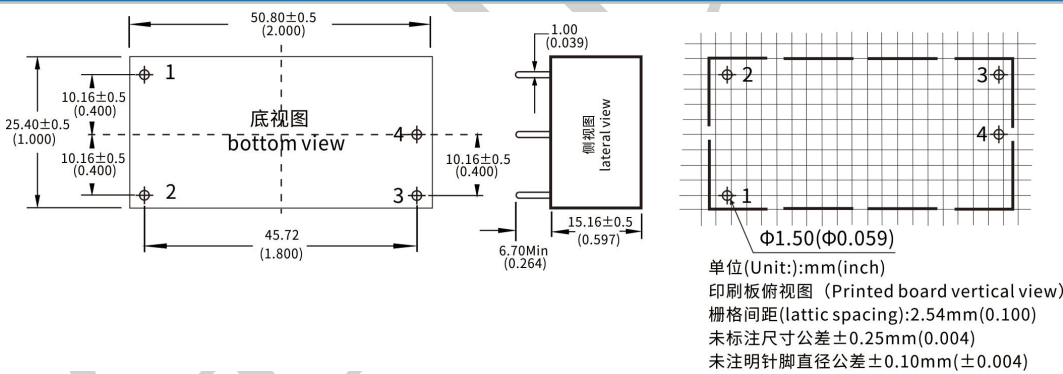 50.80±0.5
(2.000)
1
10.16±0.5
(0.400)
25.40±0.5
(1.000)
10.16±0.5
(0.400)
2
底视图
bottom view
4
3
10.16±0.5
(0.400)
45.72
(1.800)
1.00
(0.039)
侧视图
lateral view
15.16±0.5
(0.597)
6.70Min
(0.264)
2
3
4
1
Φ1.50(Φ0.059)
单位(Unit:):mm(inch)
印刷板俯视图（Printed board vertical view）
栅格间距(lattic spacing):2.54mm(0.100)
未标注尺寸公差±0.25mm(0.004)
未注明针脚直径公差±0.10mm(±0.004)